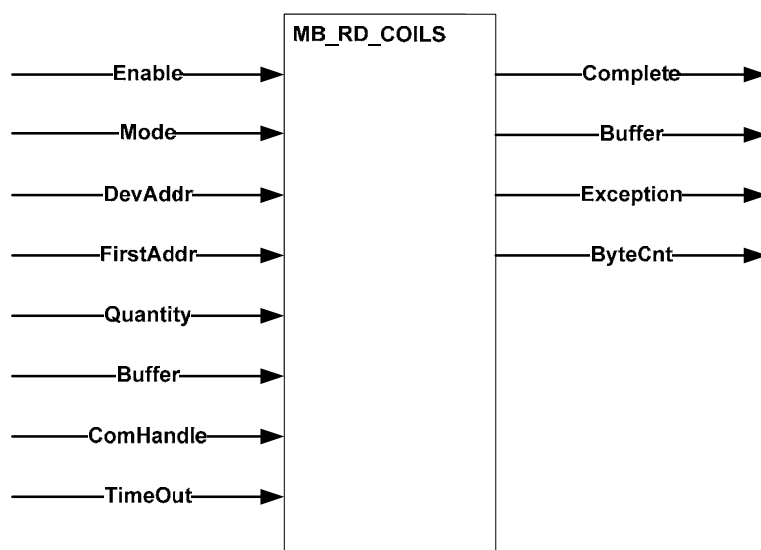 MB_RD_COILS
Enable
Complete
Mode
Buffer
DevAddr
Exception
FirstAddr
ByteCnt
Quantity
Buffer
ComHandle
TimeOut